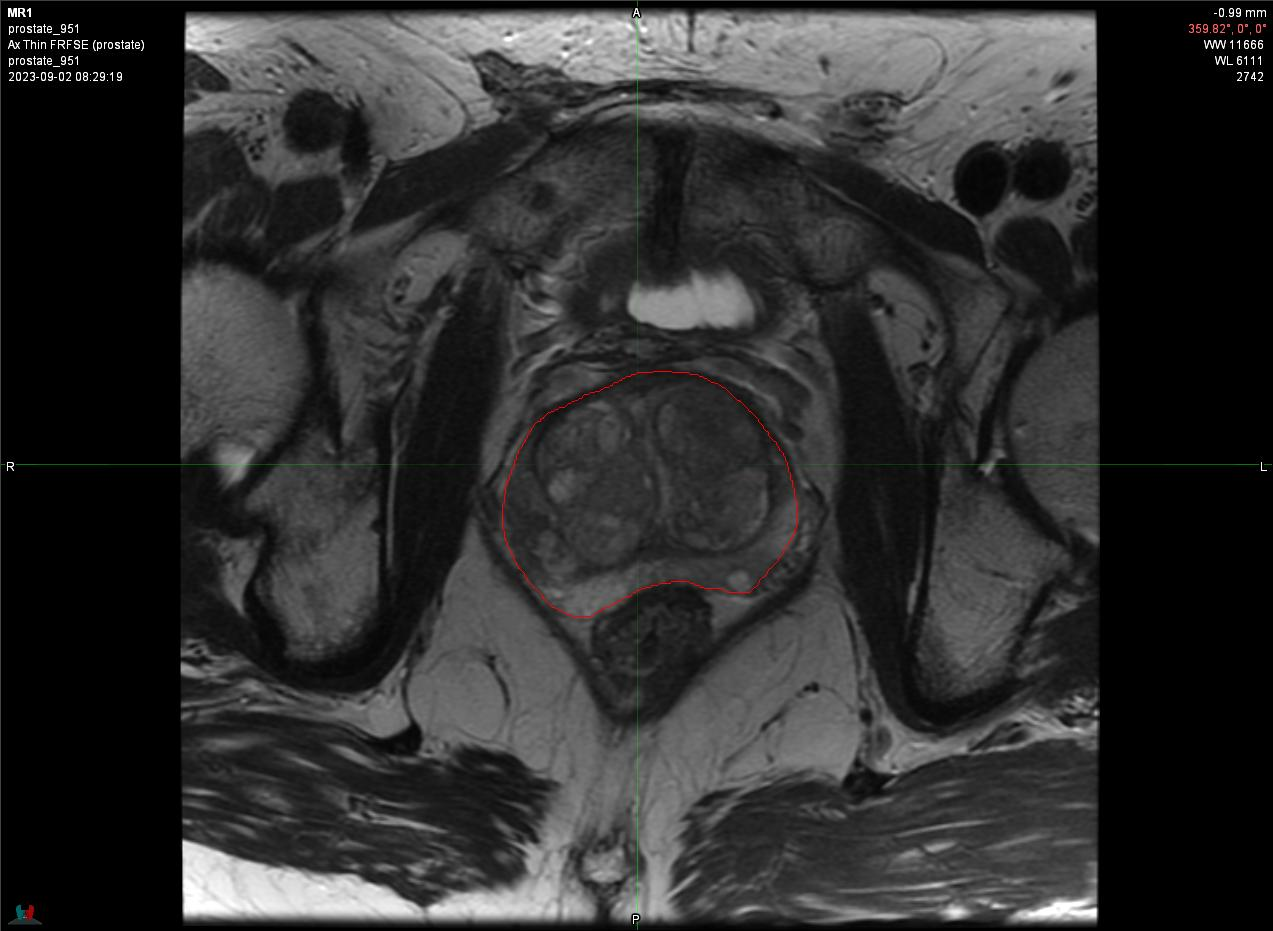 MR1
prostate_951
Ax Thin FRFSE (prostate)
prostate_951
2023-09-02 08:29:19
A
-0.99 mm
359.82°, 0°, 0°
WW 11666
WL 6111
2742
R
L
P